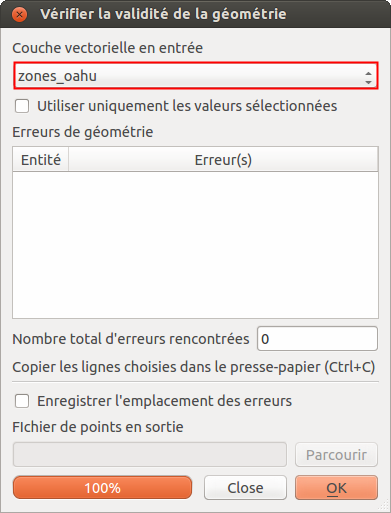 Vérifier la validité de la géométrie
Couche vectorielle en entrée
zones_oahu
Utiliser uniquement les valeurs sélectionnées
Erreurs de géométrie
Entité Erreur(s)
Nombre total d'erreurs rencontrées 0
Copier les lignes choisies dans le presse-papier (Ctrl+C)
Enregistrer l'emplacement des erreurs
FIchier de points en sortie
Parcourir
100% Close OK